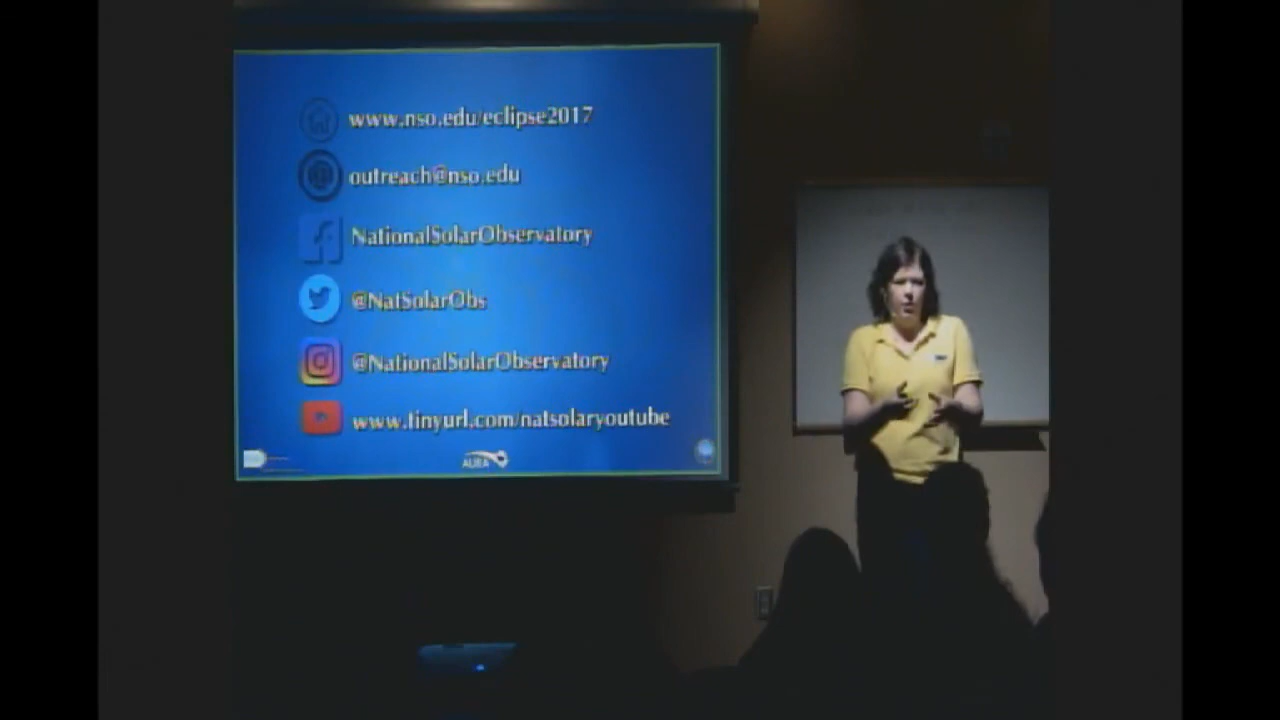 www.nso.edu/eclipse2017
outreach@nso.edu
NationalSolarObservatory
@NatSolarObs
@NationalSolarObservatory
www.tinyurl.com/natsolaryoutube
AURA